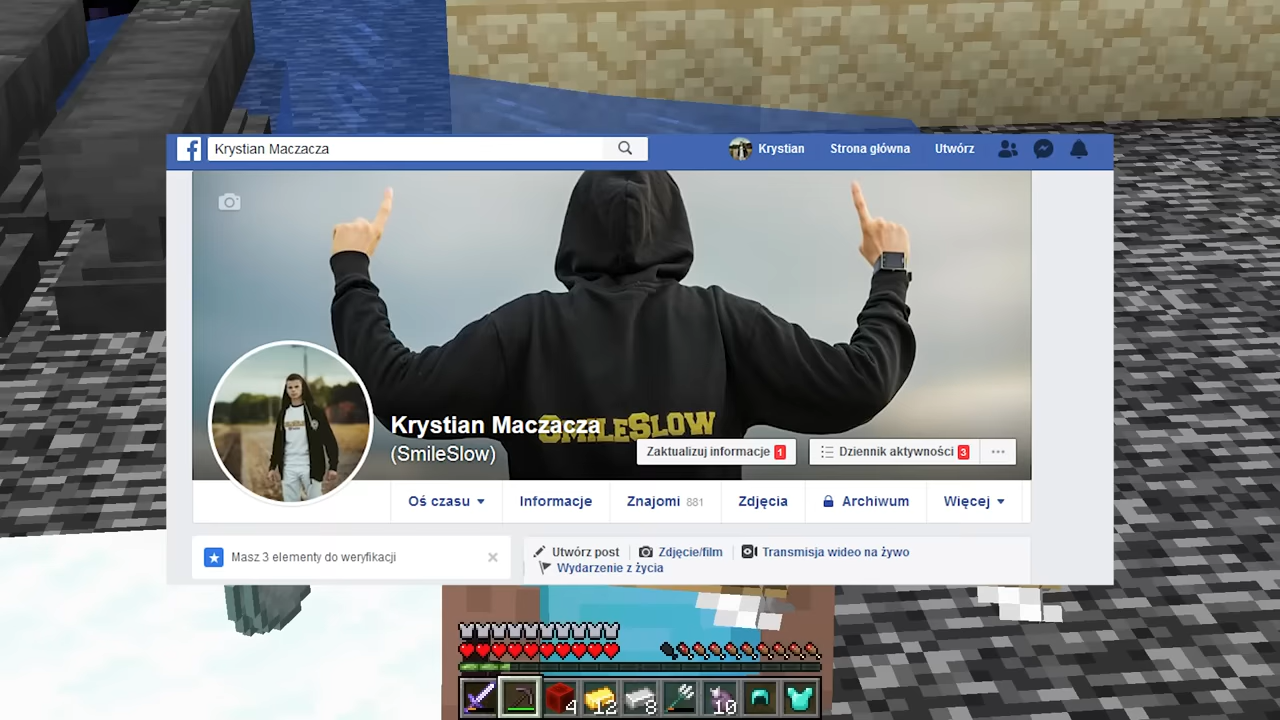 Krystian Maczacza
Krystian
Strona główna
Utwórz
SMILESLOW
Krystian Maczacza
(SmileSlow)
Zaktualizuj informacje 1
Dziennik aktywności 3
Oś czasu
Informacje
Znajomi 881
Zdjęcia
Archiwum
Więcej
Masz 3 elementy do weryfikacji
Utwórz post
Zdjęcie/film
Transmisja wideo na żywo
Wydarzenie z życia
4
12
8
10